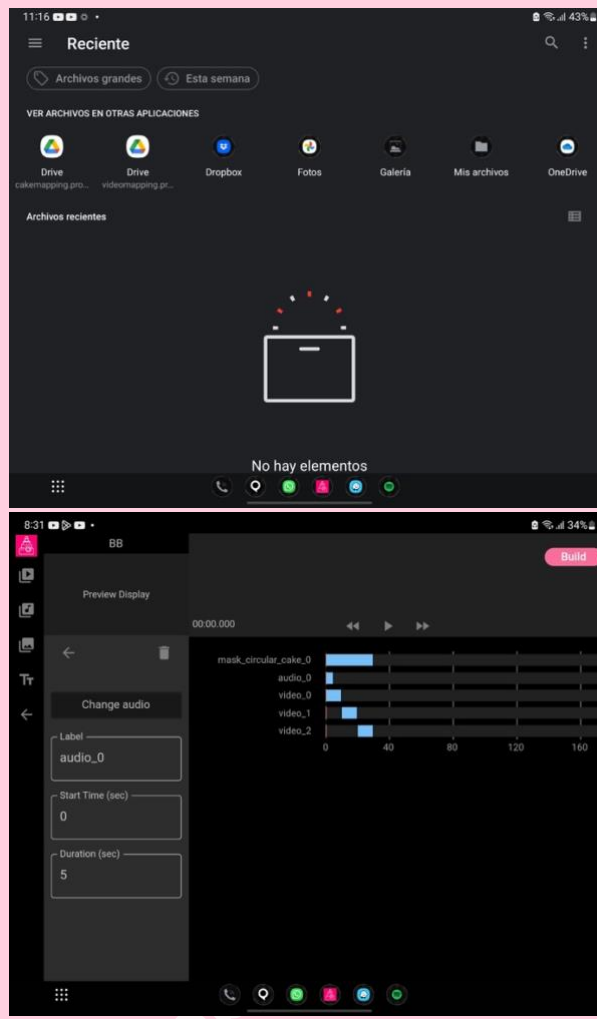 11:16
43%
Reciente
Archivos grandes
Esta semana
VER ARCHIVOS EN OTRAS APLICACIONES
Drive
cakemapping.pro...
Drive
videomapping.pr...
Dropbox
Fotos
Galería
Mis archivos
OneDrive
Archivos recientes
No hay elementos
8:31
34%
BB
Build
Preview Display
00:00.000
Change audio
Label
audio_0
Start Time (sec)
0
Duration (sec)
5
mask_circular_cake_0
audio_0
video_0
video_1
video_2
0 40 80 120 160
Tт